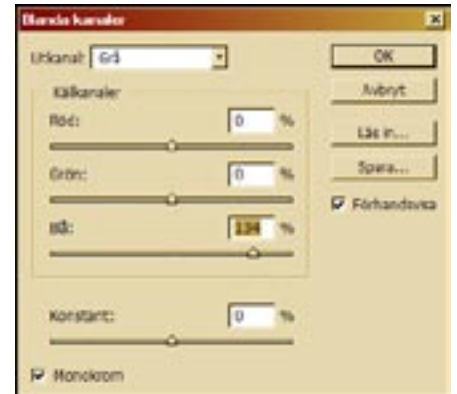 Blanda kanaler
Utkanal: Grå
OK
Källkanaler
Avbryt
Röd: 0 %
Läs in...
Grön: 0 %
Spara...
Förhandsvisa
Blå: 134 %
Konstant: 0 %
Monokrom